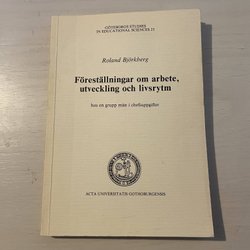 GÖTEBORG STUDIES
IN EDUCATIONAL SCIENCES 23
Roland Björkberg
Föreställningar om arbete,
utveckling och livsrytm
hos en grupp män i chefsuppgifter
ACTA UNIVERSITATIS GOTHOBURGENSIS